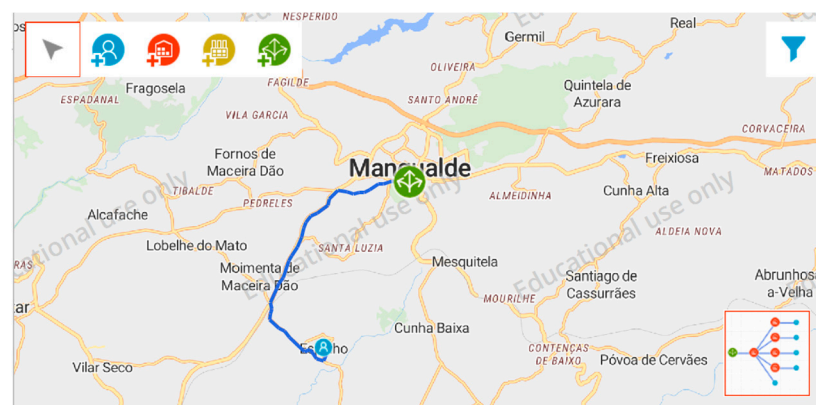 NESPERIDO
Real
Germil
OLIVEIRA
FAGILDE
Fragosela
Quintela de
Azurara
ESPADANAL
SANTO ANDRÉ
VILA GARCIA
CORVACEIRA
Fornos de
Maceira Dão
Mangualde
Freixiosa
MATADOS
TIBALDE
Educational use only
PEDRELES
ALMEIDINHA
Cunha Alta
Alcafache
ALDEIA NOVA
Lobelhe do Mato
SANTA LUZIA
Educational use only
Educational use only
Mesquitela
Moimenta de
Maceira Dão
Santiago de
Cassurrães
Abrunhos
a-Velha
MOURILHE
Cunha Baixa
CONTENÇAS
DE BAIXO
Póvoa de Cervães
Vilar Seco